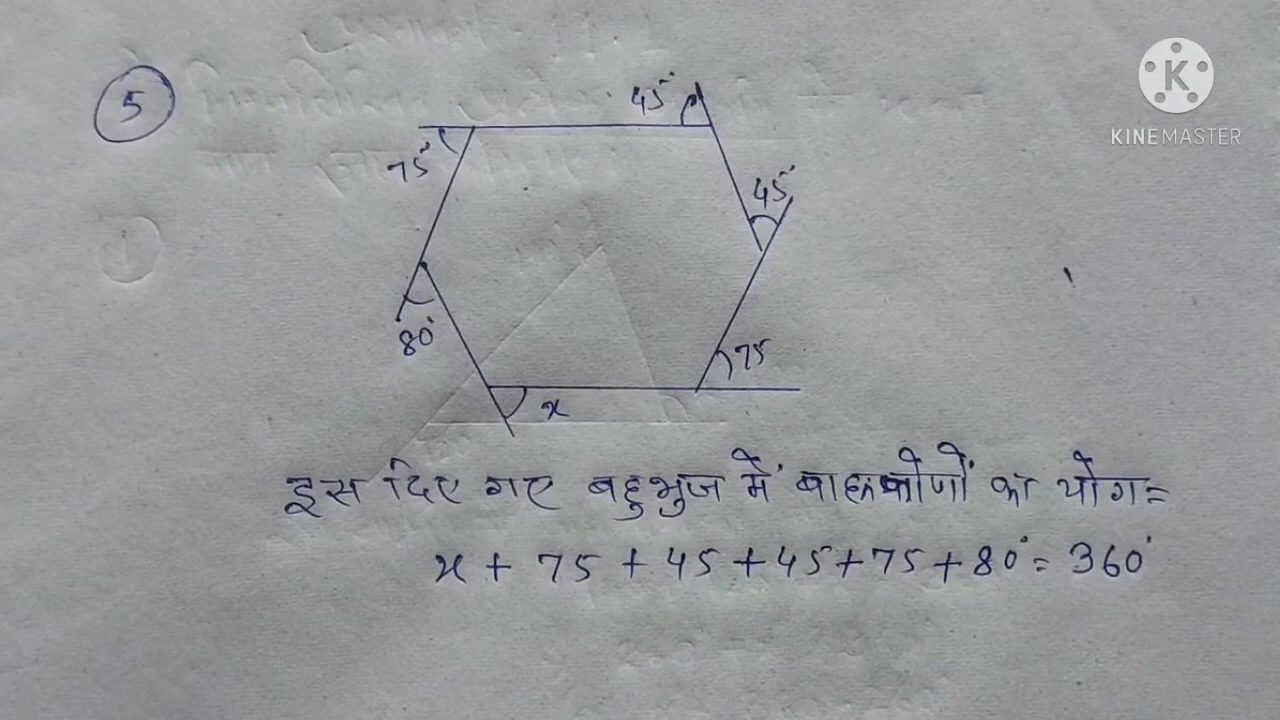 5
45°
75°
45°
80°
75
x
इस दिए गए बहुभुज में बाह्यकोणों का योग =
x + 75 + 45 + 45 + 75 + 80° = 360°
K
KINEMASTER